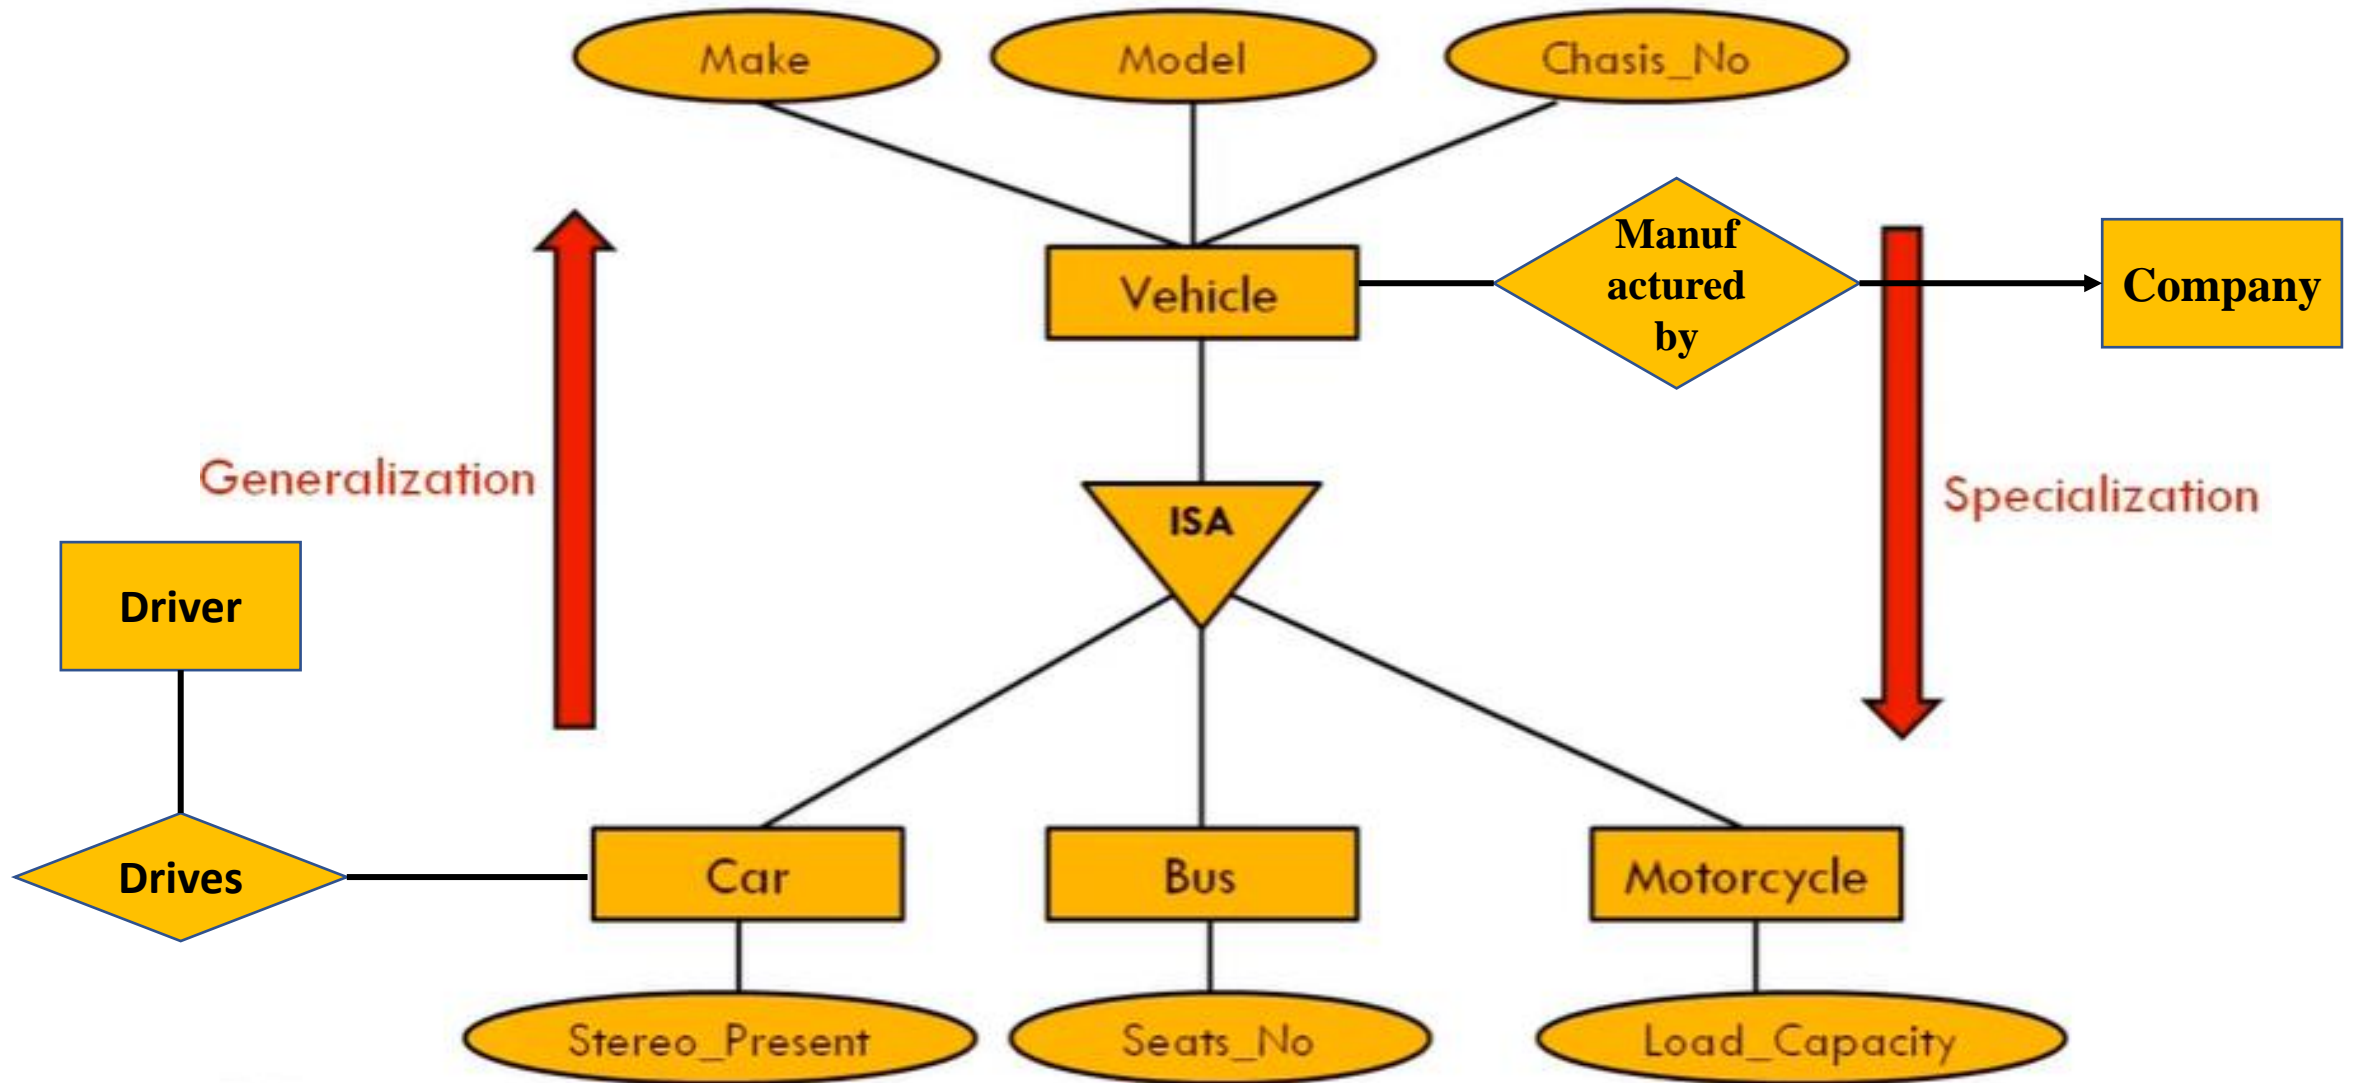 Make
Model
Chasis_No
Manuf
actured
by
Vehicle
Company
Generalization
Specialization
ISA
Driver
Drives
Car
Bus
Motorcycle
Stereo_Present
Seats_No
Load_Capacity